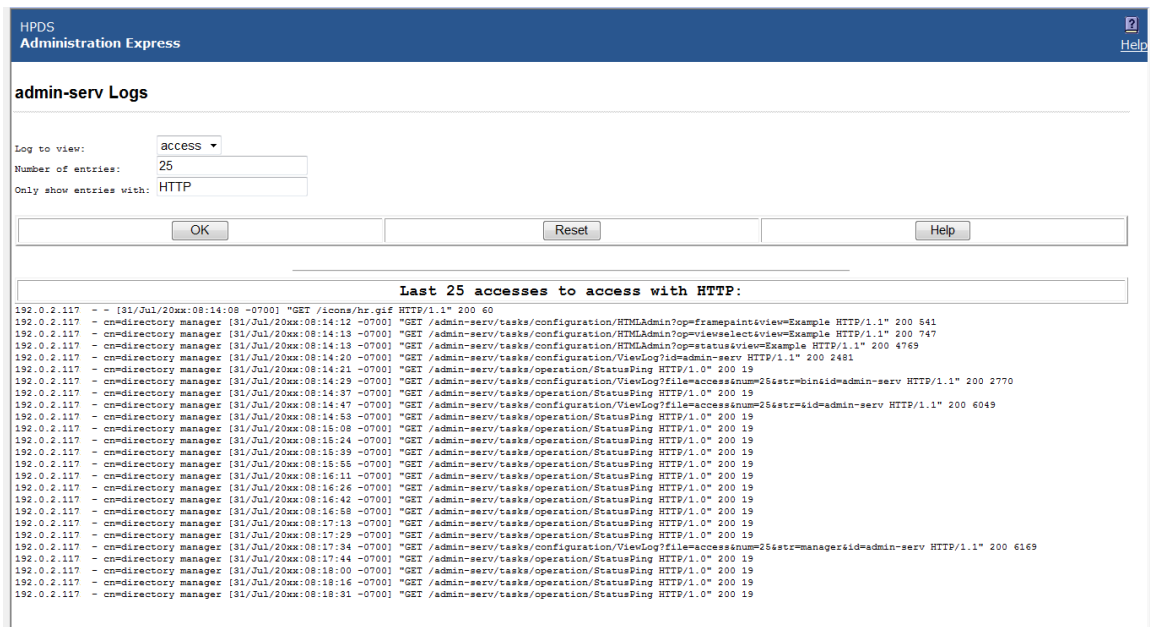 HPDS
Administration Express
?
Help
admin-serv Logs
Log to view: access
Number of entries: 25
Only show entries with: HTTP
OK Reset Help
Last 25 accesses to access with HTTP:
192.0.2.117 - - [31/Jul/20xx:08:14:08 -0700] "GET /icons/hr.gif HTTP/1.1" 200 60
192.0.2.117 - cn=directory manager [31/Jul/20xx:08:14:12 -0700] "GET /admin-serv/tasks/configuration/HTMLAdmin?op=framepaint&view=Example HTTP/1.1" 200 541
192.0.2.117 - cn=directory manager [31/Jul/20xx:08:14:13 -0700] "GET /admin-serv/tasks/configuration/HTMLAdmin?op=viewselect&view=Example HTTP/1.1" 200 747
192.0.2.117 - cn=directory manager [31/Jul/20xx:08:14:13 -0700] "GET /admin-serv/tasks/configuration/HTMLAdmin?op=status&view=Example HTTP/1.1" 200 4769
192.0.2.117 - cn=directory manager [31/Jul/20xx:08:14:20 -0700] "GET /admin-serv/tasks/configuration/ViewLog?id=admin-serv HTTP/1.1" 200 2481
192.0.2.117 - cn=directory manager [31/Jul/20xx:08:14:21 -0700] "GET /admin-serv/tasks/operation/StatusPing HTTP/1.0" 200 19
192.0.2.117 - cn=directory manager [31/Jul/20xx:08:14:29 -0700] "GET /admin-serv/tasks/configuration/ViewLog?file=access&num=25&str=bin&id=admin-serv HTTP/1.1" 200 2770
192.0.2.117 - cn=directory manager [31/Jul/20xx:08:14:37 -0700] "GET /admin-serv/tasks/operation/StatusPing HTTP/1.0" 200 19
192.0.2.117 - cn=directory manager [31/Jul/20xx:08:14:47 -0700] "GET /admin-serv/tasks/configuration/ViewLog?file=access&num=25&str=&id=admin-serv HTTP/1.1" 200 6049
192.0.2.117 - cn=directory manager [31/Jul/20xx:08:14:53 -0700] "GET /admin-serv/tasks/operation/StatusPing HTTP/1.0" 200 19
192.0.2.117 - cn=directory manager [31/Jul/20xx:08:15:08 -0700] "GET /admin-serv/tasks/operation/StatusPing HTTP/1.0" 200 19
192.0.2.117 - cn=directory manager [31/Jul/20xx:08:15:24 -0700] "GET /admin-serv/tasks/operation/StatusPing HTTP/1.0" 200 19
192.0.2.117 - cn=directory manager [31/Jul/20xx:08:15:39 -0700] "GET /admin-serv/tasks/operation/StatusPing HTTP/1.0" 200 19
192.0.2.117 - cn=directory manager [31/Jul/20xx:08:15:55 -0700] "GET /admin-serv/tasks/operation/StatusPing HTTP/1.0" 200 19
192.0.2.117 - cn=directory manager [31/Jul/20xx:08:16:11 -0700] "GET /admin-serv/tasks/operation/StatusPing HTTP/1.0" 200 19
192.0.2.117 - cn=directory manager [31/Jul/20xx:08:16:26 -0700] "GET /admin-serv/tasks/operation/StatusPing HTTP/1.0" 200 19
192.0.2.117 - cn=directory manager [31/Jul/20xx:08:16:42 -0700] "GET /admin-serv/tasks/operation/StatusPing HTTP/1.0" 200 19
192.0.2.117 - cn=directory manager [31/Jul/20xx:08:16:58 -0700] "GET /admin-serv/tasks/operation/StatusPing HTTP/1.0" 200 19
192.0.2.117 - cn=directory manager [31/Jul/20xx:08:17:13 -0700] "GET /admin-serv/tasks/operation/StatusPing HTTP/1.0" 200 19
192.0.2.117 - cn=directory manager [31/Jul/20xx:08:17:29 -0700] "GET /admin-serv/tasks/operation/StatusPing HTTP/1.0" 200 19
192.0.2.117 - cn=directory manager [31/Jul/20xx:08:17:34 -0700] "GET /admin-serv/tasks/configuration/ViewLog?file=access&num=25&str=manager&id=admin-serv HTTP/1.1" 200 6169
192.0.2.117 - cn=directory manager [31/Jul/20xx:08:17:44 -0700] "GET /admin-serv/tasks/operation/StatusPing HTTP/1.0" 200 19
192.0.2.117 - cn=directory manager [31/Jul/20xx:08:18:00 -0700] "GET /admin-serv/tasks/operation/StatusPing HTTP/1.0" 200 19
192.0.2.117 - cn=directory manager [31/Jul/20xx:08:18:16 -0700] "GET /admin-serv/tasks/operation/StatusPing HTTP/1.0" 200 19
192.0.2.117 - cn=directory manager [31/Jul/20xx:08:18:31 -0700] "GET /admin-serv/tasks/operation/StatusPing HTTP/1.0" 200 19